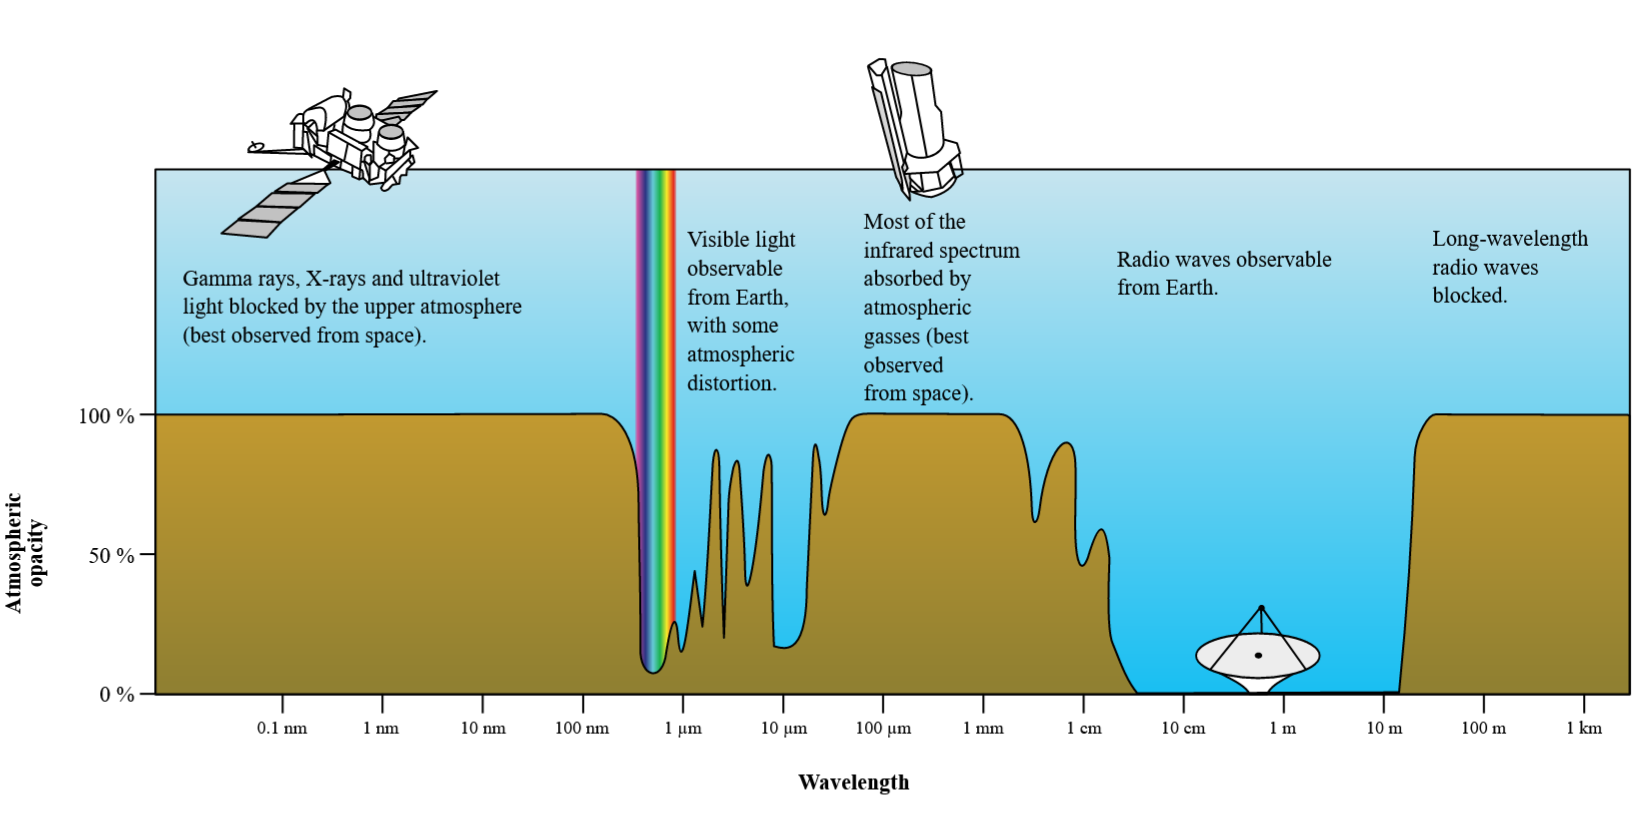 Gamma rays, X-rays and ultraviolet
light blocked by the upper atmosphere
(best observed from space).
Visible light
observable
from Earth,
with some
atmospheric
distortion.
Most of the
infrared spectrum
absorbed by
atmospheric
gasses (best
observed
from space).
Radio waves observable
from Earth.
Long-wavelength
radio waves
blocked.
Atmospheric
opacity
100 %
50 %
0 %
0.1 nm 1 nm 10 nm 100 nm 1 µm 10 µm 100 µm 1 mm 1 cm 10 cm 1 m 10 m 100 m 1 km
Wavelength